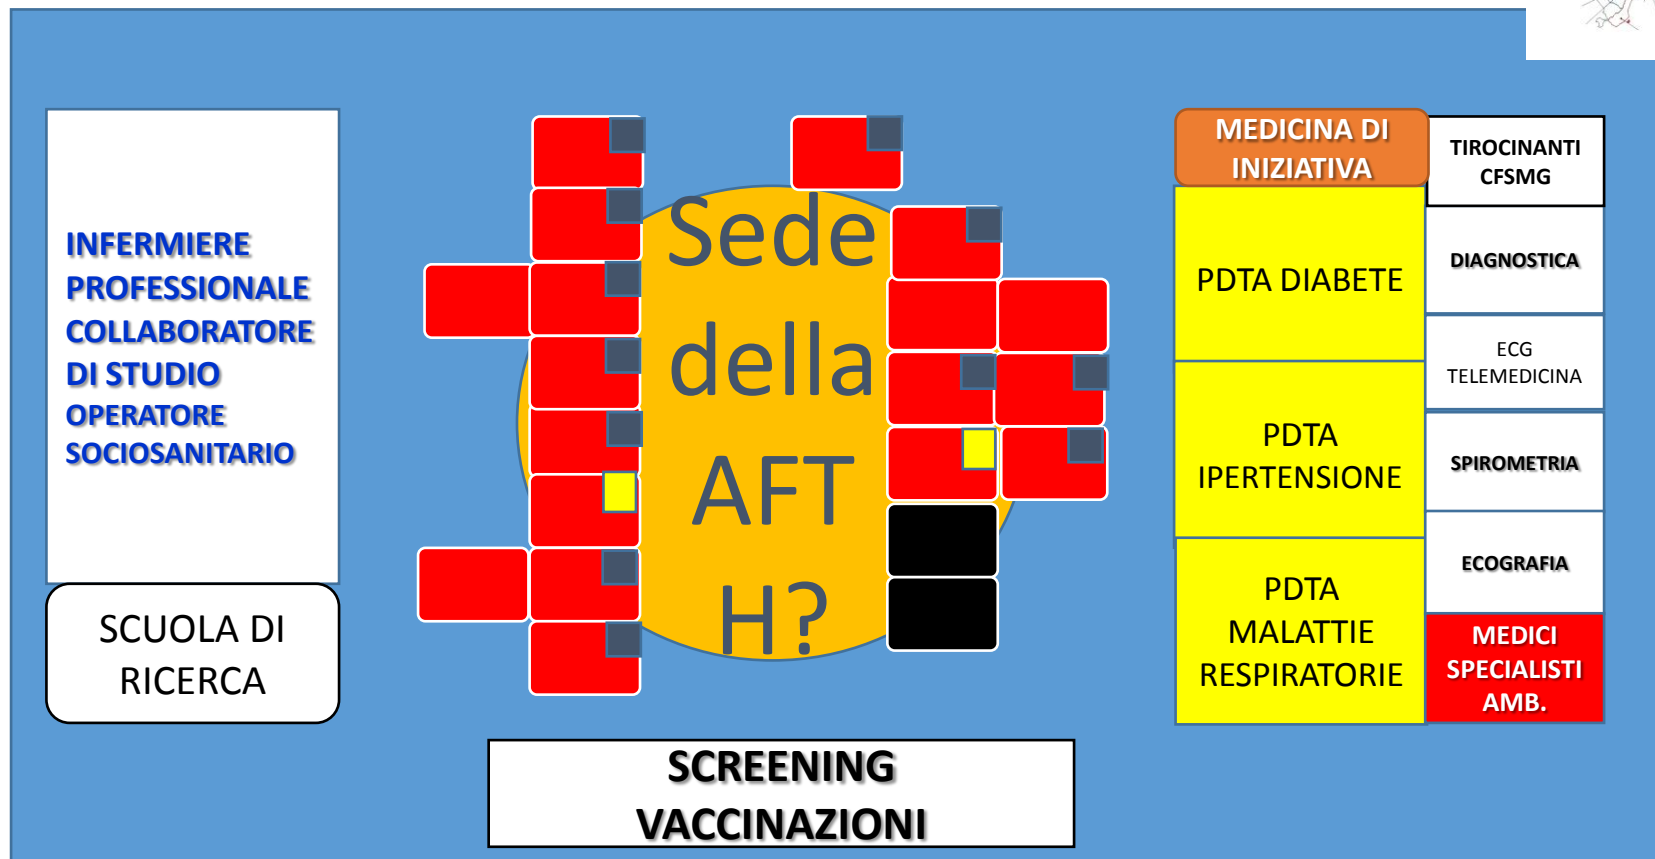 INFERMIERE
PROFESSIONALE
COLLABORATORE
DI STUDIO
OPERATORE
SOCIOSANITARIO
SCUOLA DI
RICERCA
Sede
della
AFT
H?
SCREENING
VACCINAZIONI
MEDICINA DI
INIZIATIVA
PDTA DIABETE
PDTA
IPERTENSIONE
PDTA
MALATTIE
RESPIRATORIE
TIROCINANTI
CFSMG
DIAGNOSTICA
ECG
TELEMEDICINA
SPIROMETRIA
ECOGRAFIA
MEDICI
SPECIALISTI
AMB.